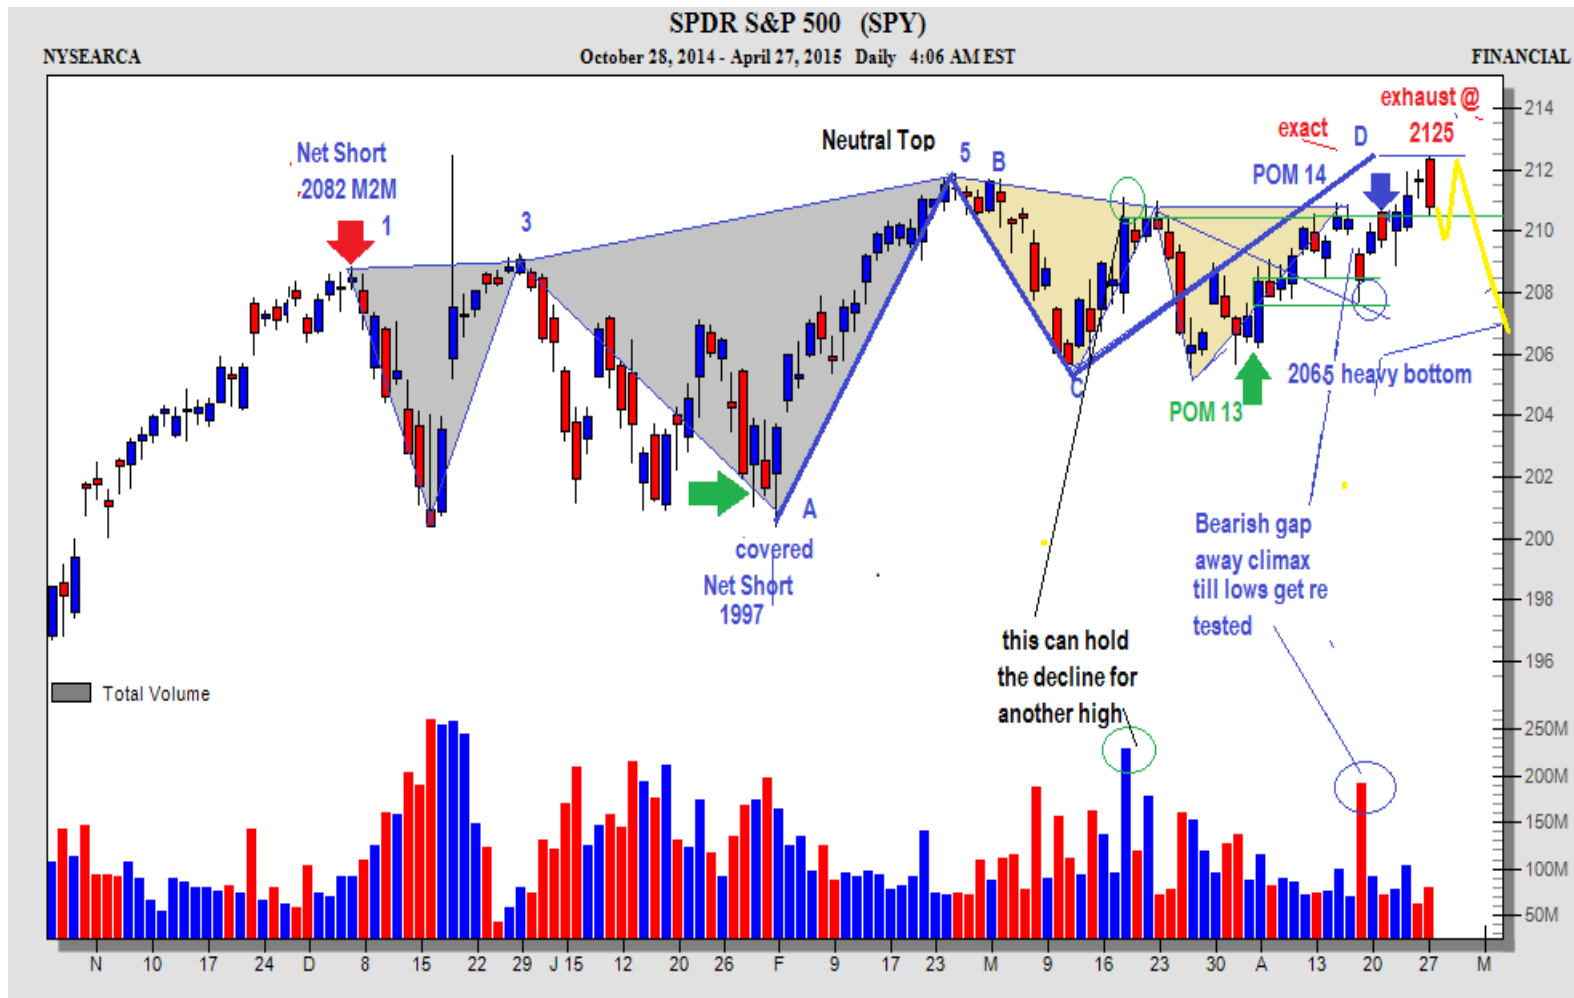 SPDR S&P 500 (SPY)
NYSEARCA
October 28, 2014 - April 27, 2015 Daily 4:06 AM EST
FINANCIAL
exhaust @
2125
exact
D
Neutral Top
Net Short
2082 M2M
1
3
5
B
POM 14
214
212
210
208
206
204
202
200
198
196
C
2065 heavy bottom
POM 13
A
covered
Net Short
1997
Bearish gap
away climax
till lows get re
tested
this can hold
the decline for
another high
Total Volume
250M
200M
150M
100M
50M
N 10 17 24 D 8 15 22 29 J 15 12 20 26 F 9 17 23 M 9 16 23 30 A 13 20 27 M